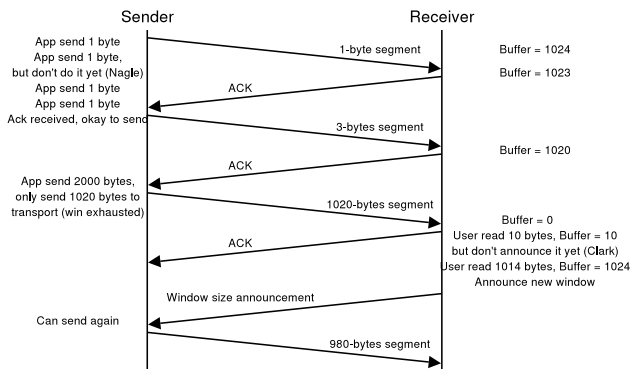 Sender
Receiver
App send 1 byte
1-byte segment
Buffer = 1024
App send 1 byte,
but don't do it yet (Nagle)
Buffer = 1023
App send 1 byte
ACK
App send 1 byte
Ack received, okay to send
3-bytes segment
Buffer = 1020
ACK
App send 2000 bytes,
only send 1020 bytes to
transport (win exhausted)
1020-bytes segment
Buffer = 0
User read 10 bytes, Buffer = 10
but don't announce it yet (Clark)
ACK
User read 1014 bytes, Buffer = 1024
Announce new window
Window size announcement
Can send again
980-bytes segment